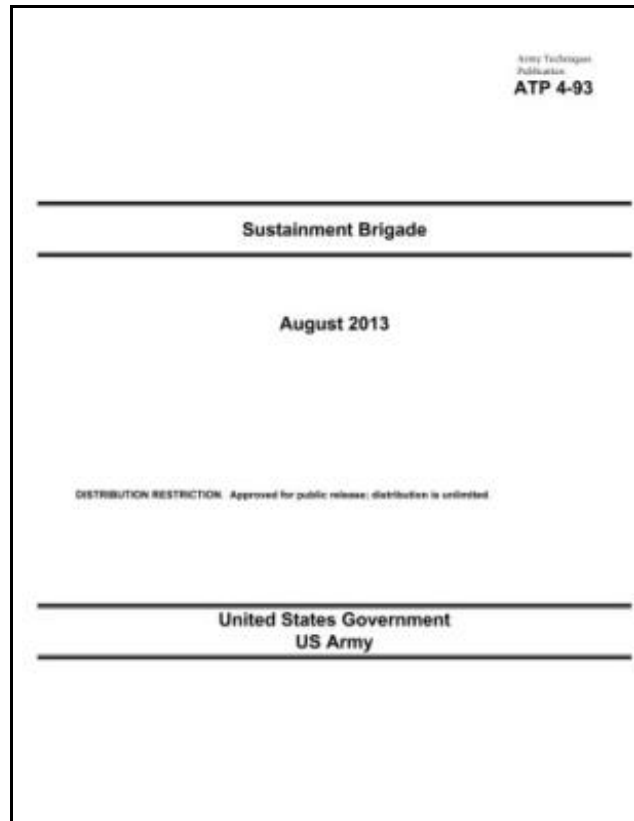 Army Techniques
Publication
ATP 4-93
Sustainment Brigade
August 2013
DISTRIBUTION RESTRICTION. Approved for public release; distribution is unlimited.
United States Government
US Army